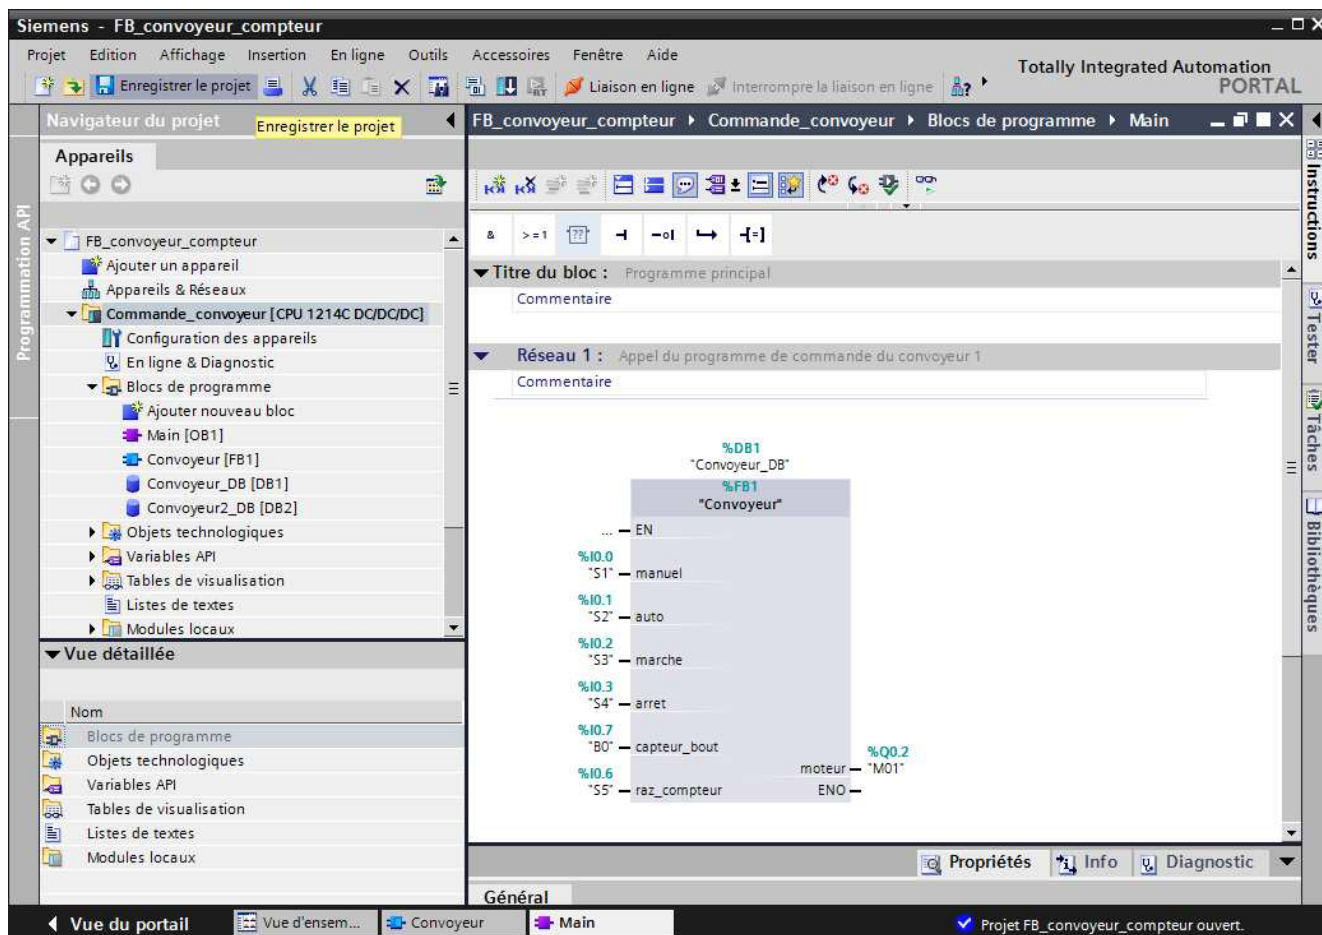 Siemens - FB_convoyeur_compteur
Projet Edition Affichage Insertion En ligne Outils Accessoires Fenêtre Aide
Totally Integrated Automation
PORTAL
Enregistrer le projet
Liaison en ligne
Interrompre la liaison en ligne
Navigateur du projet
Enregistrer le projet
FB_convoyeur_compteur Commande_convoyeur Blocs de programme Main
Appareils
Programmation API
FB_convoyeur_compteur
Ajouter un appareil
Appareils & Réseaux
Commande_convoyeur [CPU 1214C DC/DC/DC]
Configuration des appareils
En ligne & Diagnostic
Blocs de programme
Ajouter nouveau bloc
Main [OB1]
Convoyeur [FB1]
Convoyeur_DB [DB1]
Convoyeur2_DB [DB2]
Objets technologiques
Variables API
Tables de visualisation
Listes de textes
Modules locaux
Vue détaillée
Nom
Blocs de programme
Objets technologiques
Variables API
Tables de visualisation
Listes de textes
Modules locaux
& >=1 ?? -[=]
Titre du bloc : Programme principal
Commentaire
Réseau 1 : Appel du programme de commande du convoyeur 1
Commentaire
%DB1
"Convoyeur_DB"
%FB1
"Convoyeur"
... EN
%I0.0
"S1" manuel
%I0.1
"S2" auto
%I0.2
"S3" marche
%I0.3
"S4" arret
%I0.7
"B0" capteur_bout
%Q0.2
moteur "M01"
%I0.6
"S5" raz_compteur ENO
Instructions
Tester
Tâches
Bibliothèques
Propriétés Info Diagnostic
Général
Vue du portail Vue d'ensem... Convoyeur Main Projet FB_convoyeur_compteur ouvert.